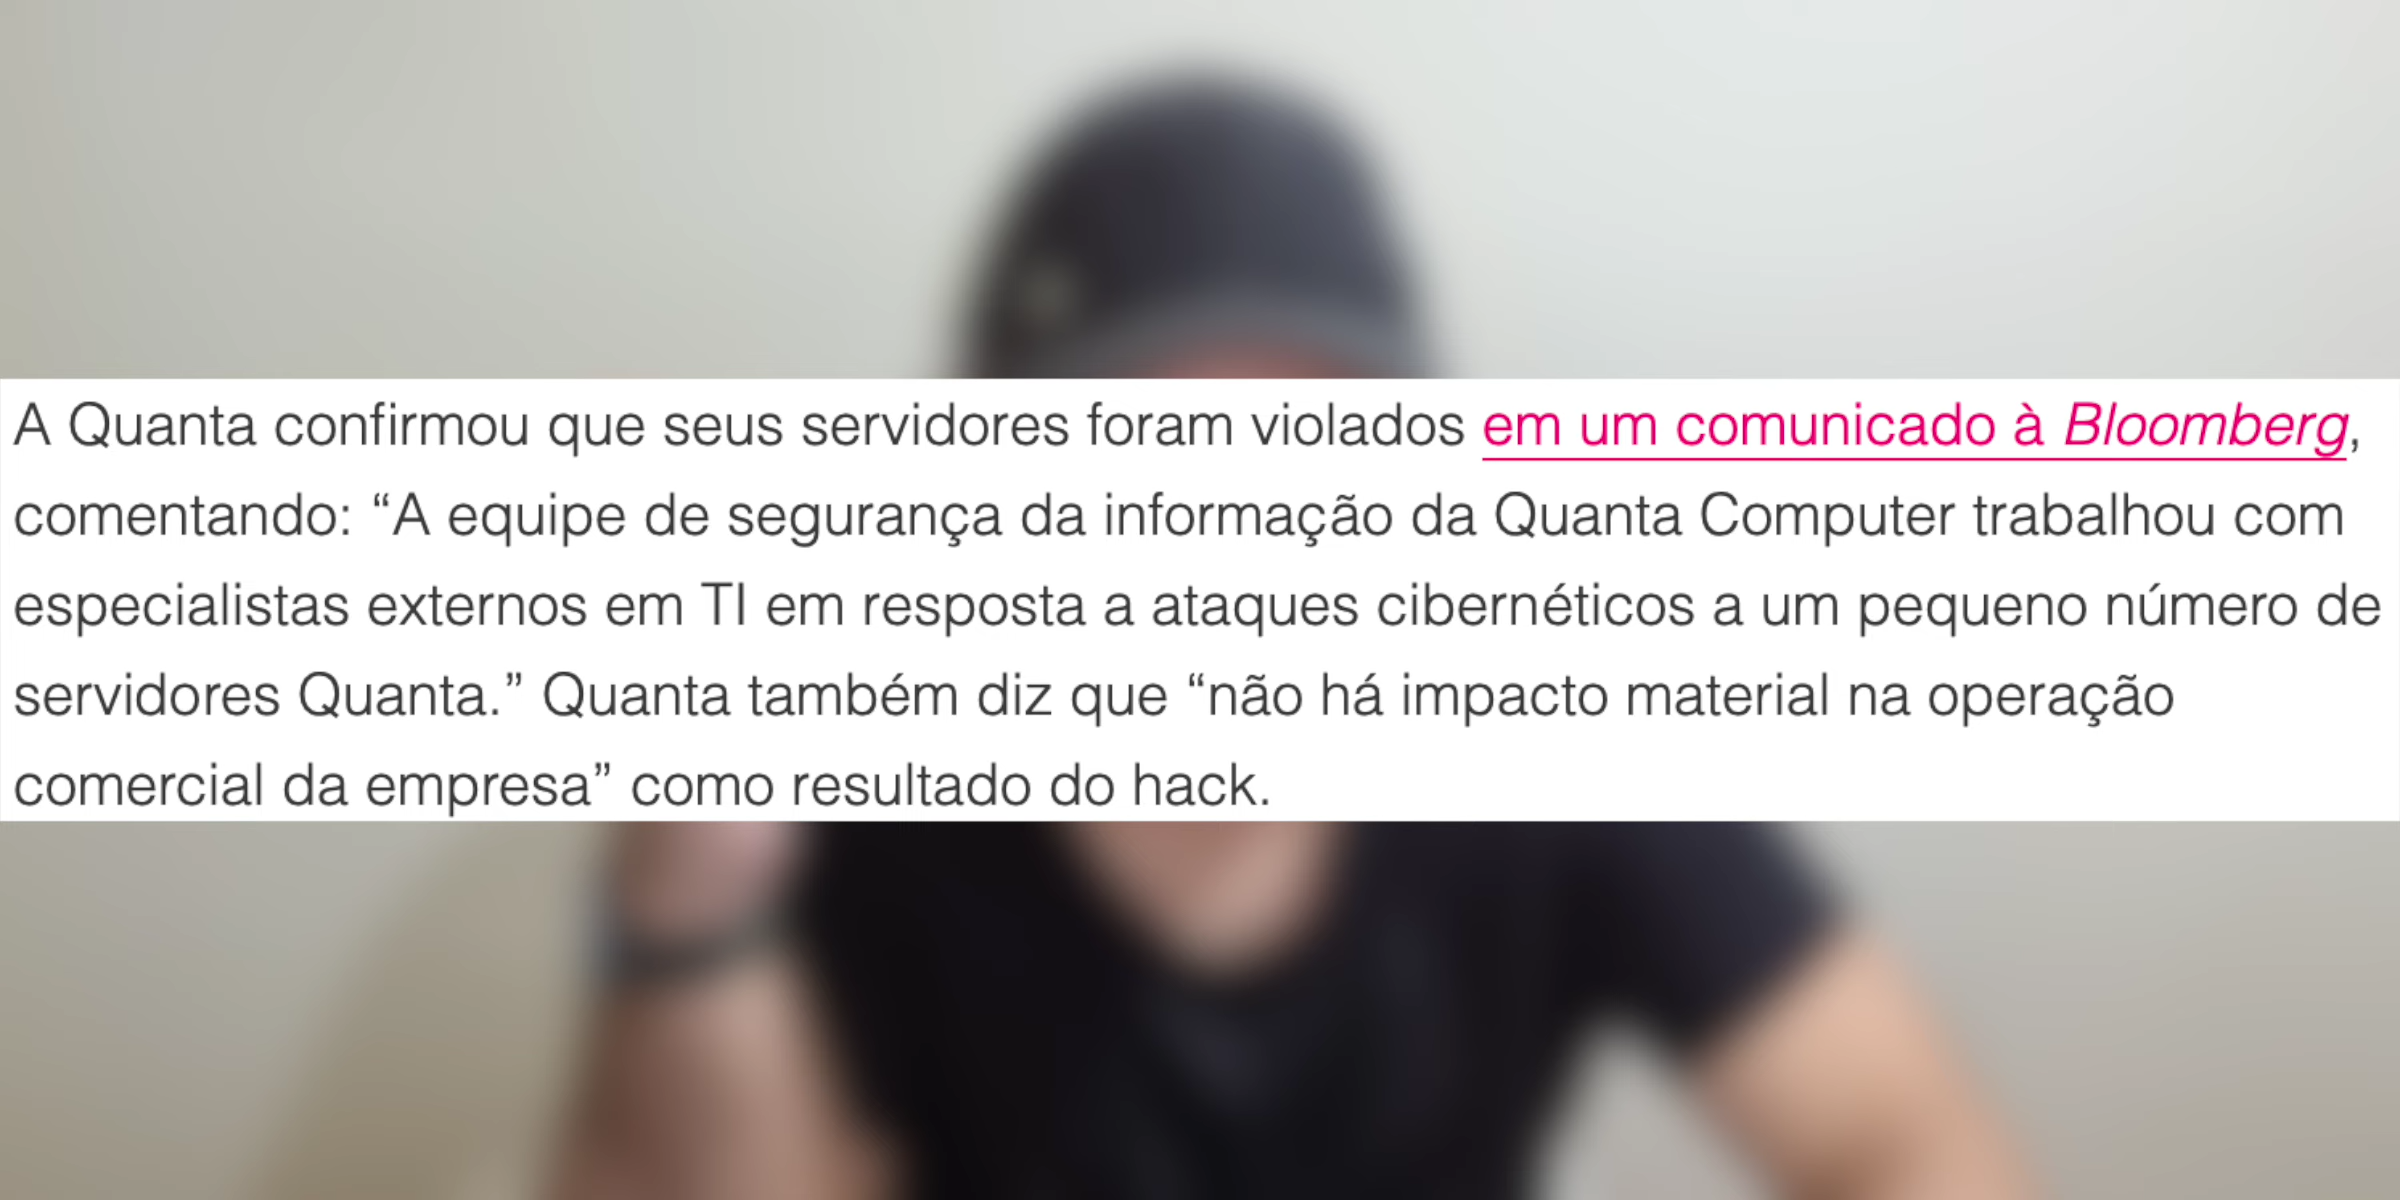 A Quanta confirmou que seus servidores foram violados em um comunicado à Bloomberg,
comentando: “A equipe de segurança da informação da Quanta Computer trabalhou com
especialistas externos em TI em resposta a ataques cibernéticos a um pequeno número de
servidores Quanta.” Quanta também diz que “não há impacto material na operação
comercial da empresa” como resultado do hack.